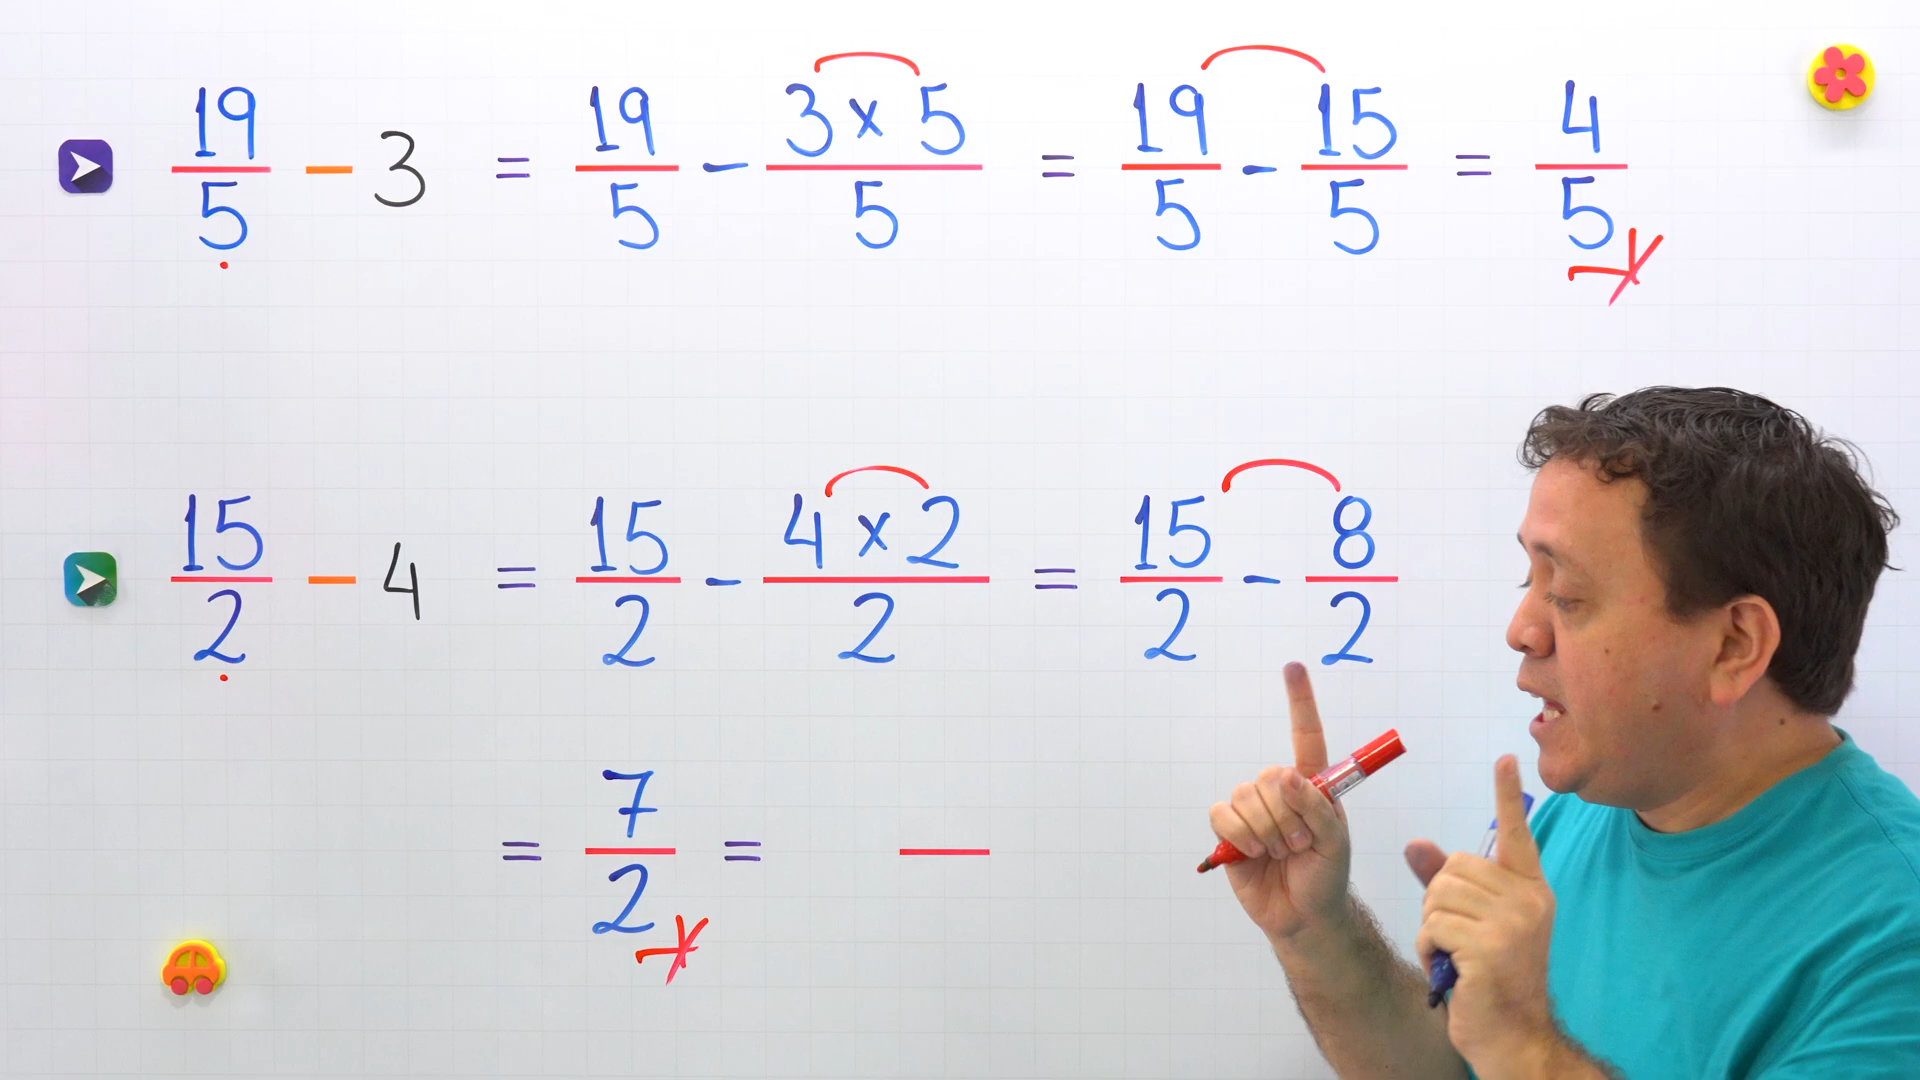 19/5 − 3 = 19/5 − (3 × 5)/5 = 19/5 − 15/5 = 4/5
15/2 − 4 = 15/2 − (4 × 2)/2 = 15/2 − 8/2
= 7/2 =